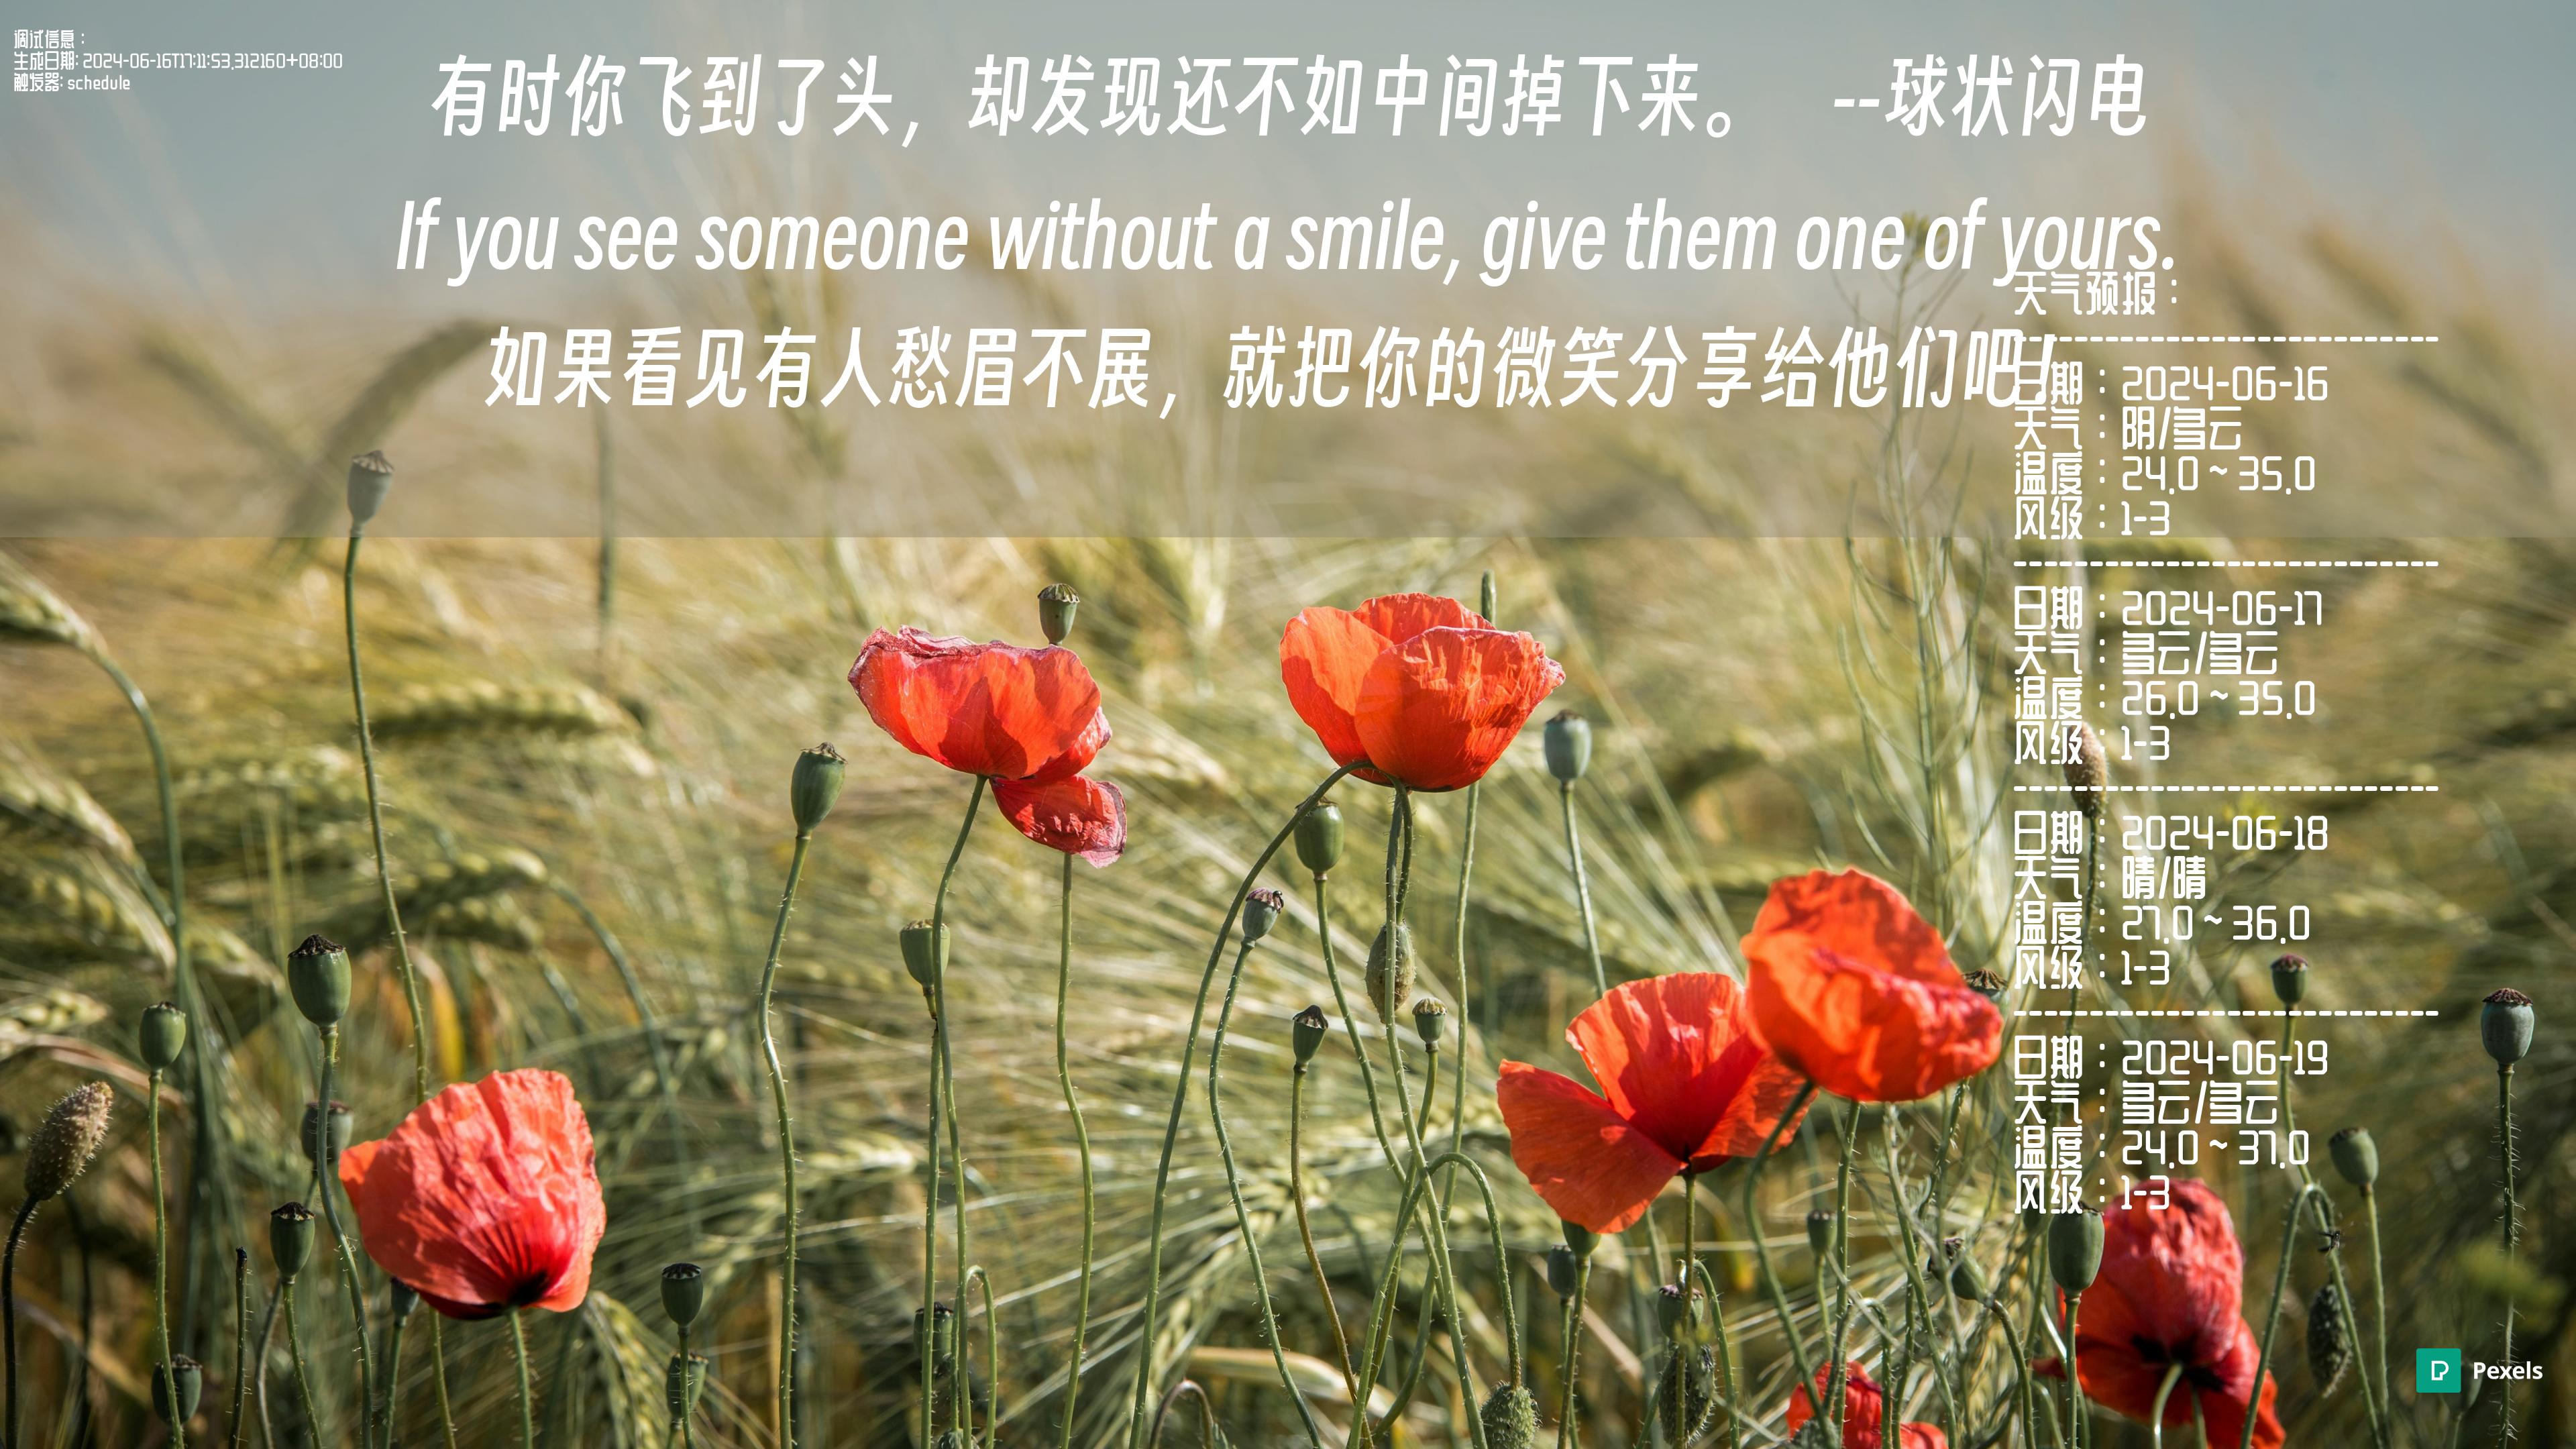 调试信息：
生成日期: 2024-06-16T17:11:53.312160+08:00
触发器: schedule
有时你飞到了头，却发现还不如中间掉下来。 --球状闪电
If you see someone without a smile, give them one of yours.
如果看见有人愁眉不展，就把你的微笑分享给他们吧！
天气预报：
------------------------------
日期：2024-06-16
天气：阴/多云
温度：24.0 ~ 35.0
风级：1-3
------------------------------
日期：2024-06-17
天气：多云/多云
温度：26.0 ~ 35.0
风级：1-3
------------------------------
日期：2024-06-18
天气：晴/晴
温度：27.0 ~ 36.0
风级：1-3
------------------------------
日期：2024-06-19
天气：多云/多云
温度：24.0 ~ 37.0
风级：1-3
Pexels